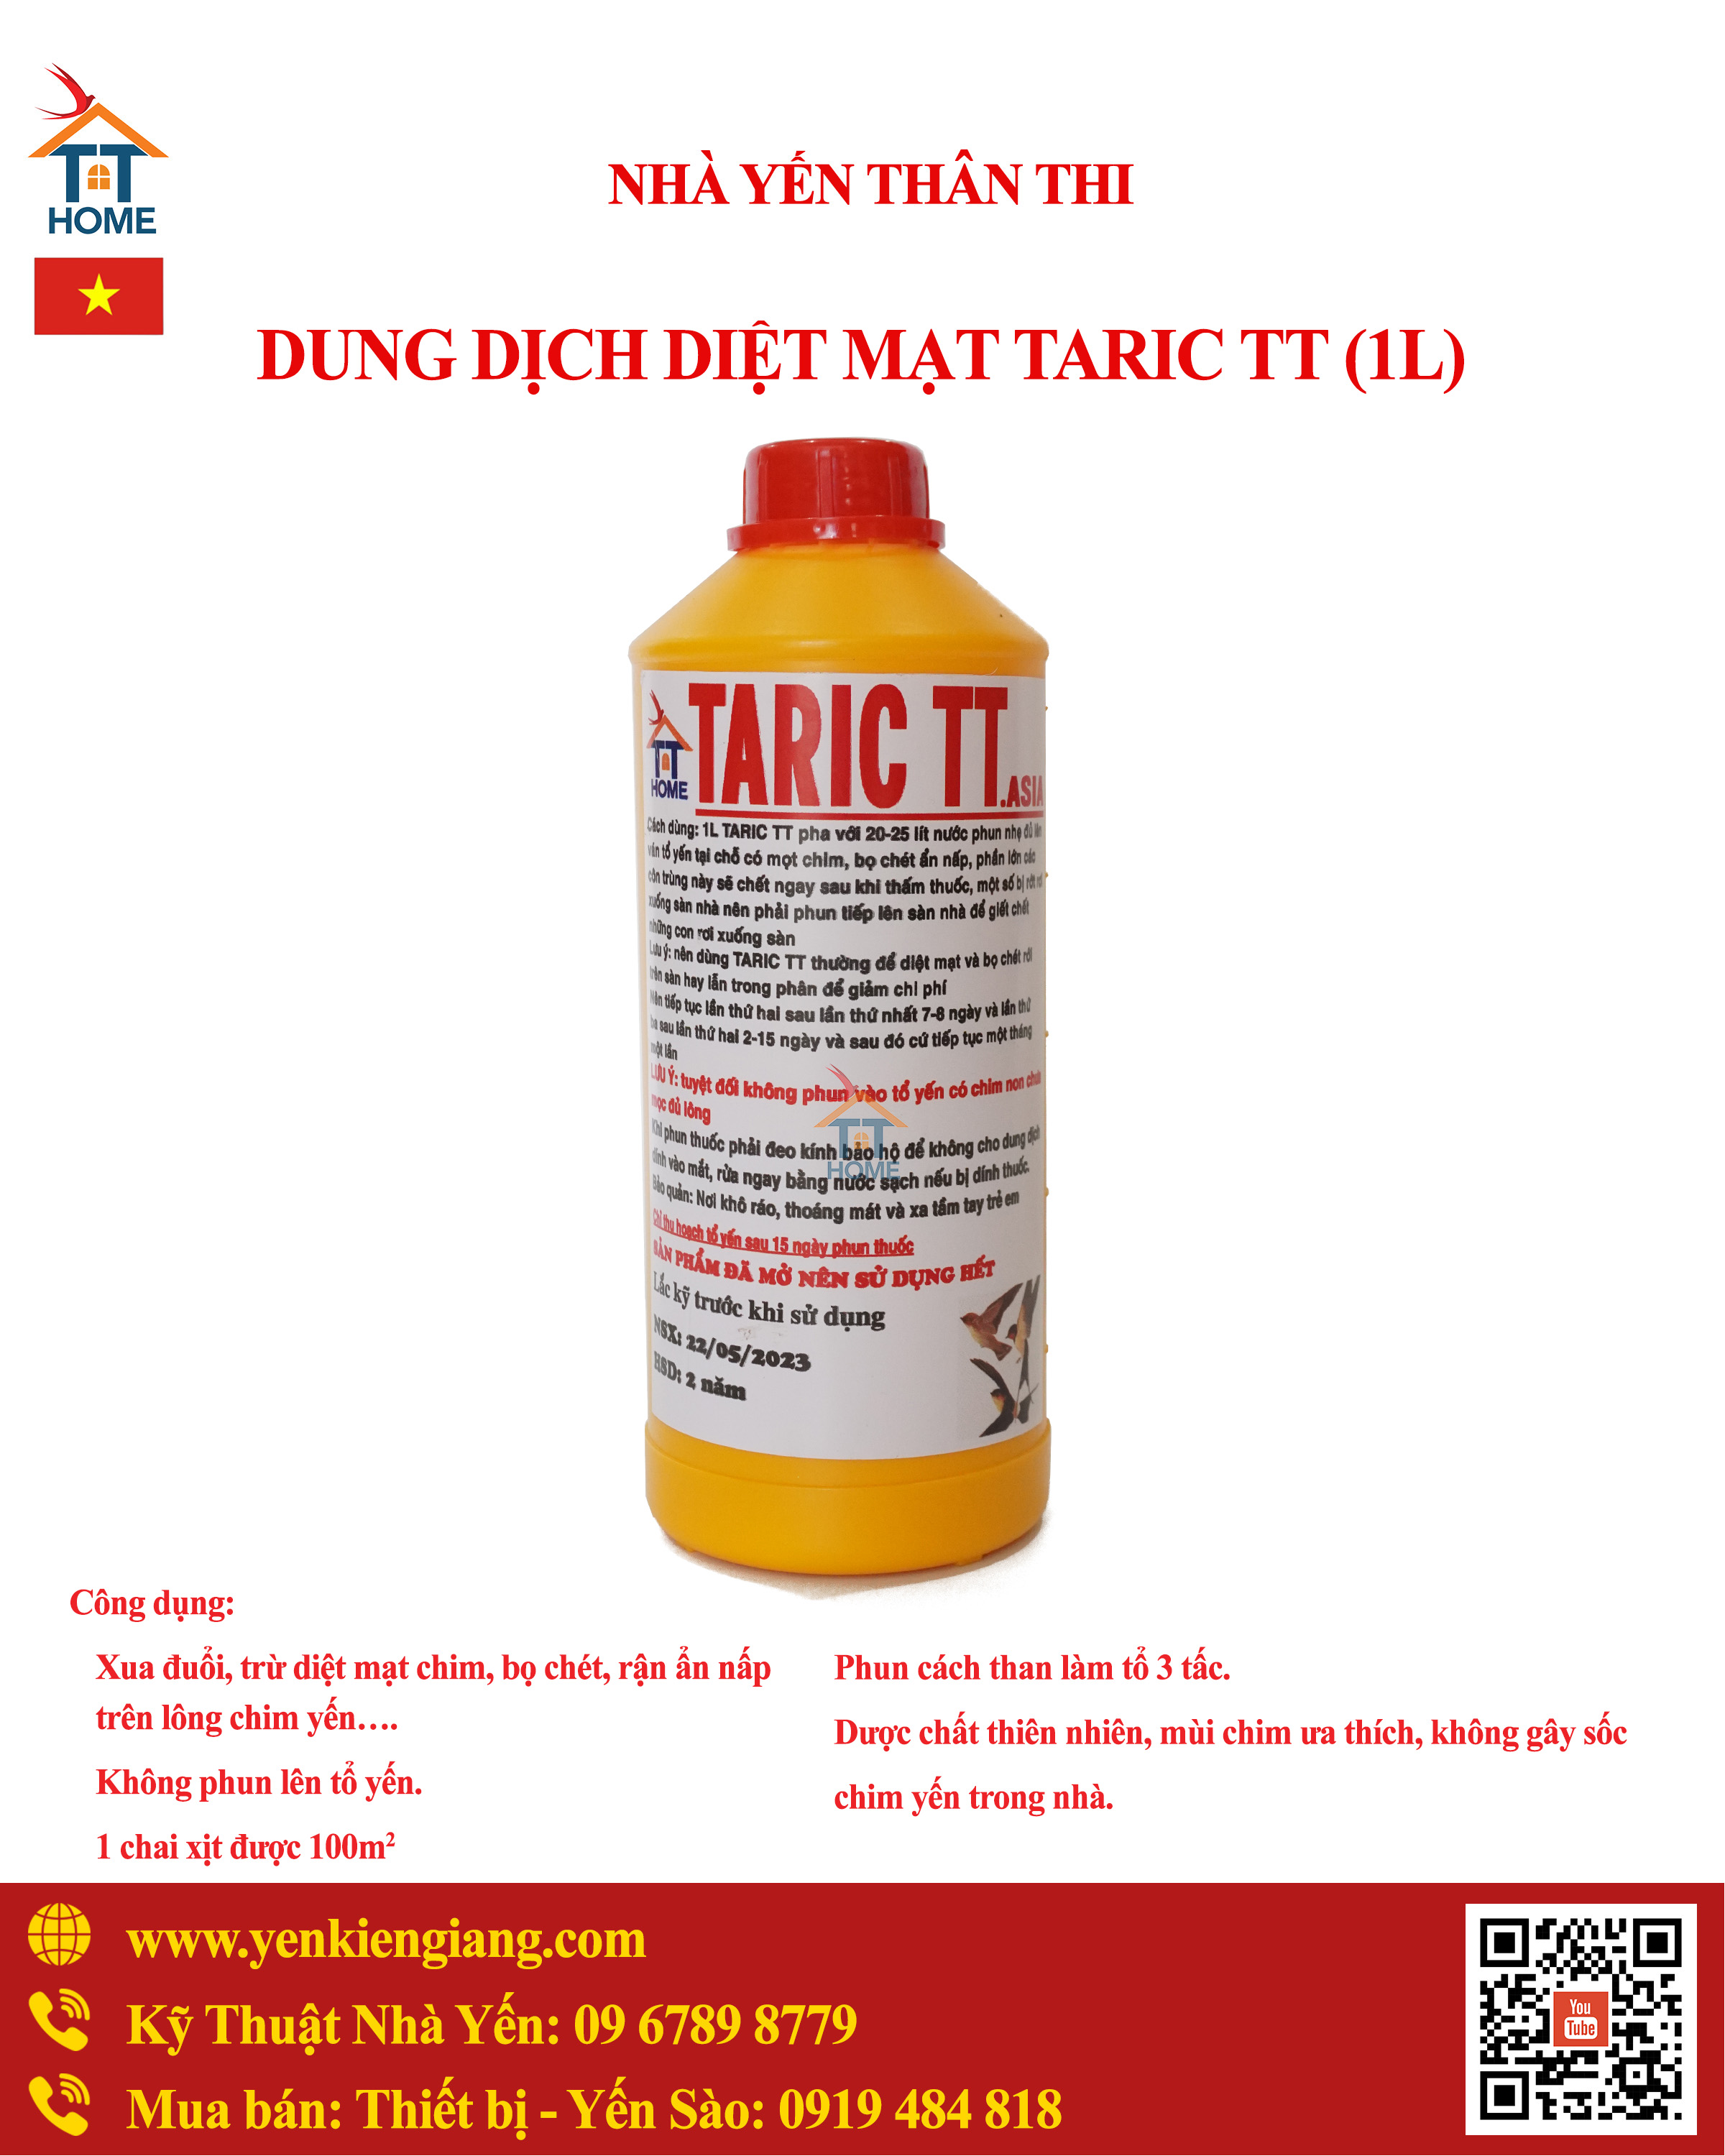 TT
HOME
NHÀ YẾN THÂN THI
DUNG DỊCH DIỆT MẠT TARIC TT (1L)
TT
HOME
TARIC TT.ASIA
Cách dùng: 1L TARIC TT pha với 20-25 lít nước phun nhẹ đủ lên
ván tổ yến tại chỗ có mọt chim, bọ chét ẩn nấp, phần lớn các
côn trùng này sẽ chết ngay sau khi thấm thuốc, một số bị rớt
xuống sàn nhà nên phải phun tiếp lên sàn nhà để giết chết
những con rơi xuống sàn
Lưu ý: nên dùng TARIC TT thường để diệt mạt và bọ chét rơi
trên sàn hay lẫn trong phân để giảm chi phí
Nên tiếp tục lần thứ hai sau lần thứ nhất 7-8 ngày và lần thứ
ba sau lần thứ hai 2-15 ngày và sau đó cứ tiếp tục một tháng
một lần
LƯU Ý: tuyệt đối không phun vào tổ yến có chim non chưa
mọc đủ lông
Khi phun thuốc phải đeo kính bảo hộ để không cho dung dịch
dính vào mắt, rửa ngay bằng nước sạch nếu bị dính thuốc.
Bảo quản: Nơi khô ráo, thoáng mát và xa tầm tay trẻ em
Chỉ thu hoạch tổ yến sau 15 ngày phun thuốc
SẢN PHẨM ĐÃ MỞ NÊN SỬ DỤNG HẾT
Lắc kỹ trước khi sử dụng
NSX: 22/05/2023
HSD: 2 năm
TT
HOME
Công dụng:
Xua đuổi, trừ diệt mạt chim, bọ chét, rận ẩn nấp
trên lông chim yến....
Không phun lên tổ yến.
1 chai xịt được 100m²
Phun cách than làm tổ 3 tấc.
Dược chất thiên nhiên, mùi chim ưa thích, không gây sốc
chim yến trong nhà.
www.yenkiengiang.com
Kỹ Thuật Nhà Yến: 09 6789 8779
Mua bán: Thiết bị - Yến Sào: 0919 484 818
You
Tube